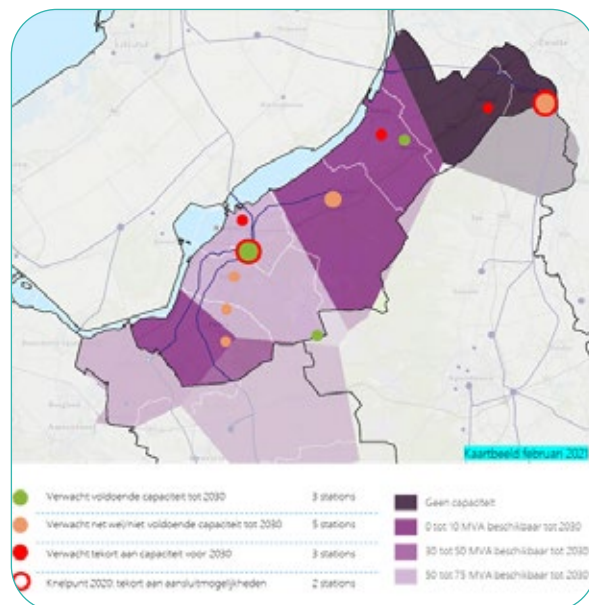 Kaartbeeld februari 2021
Verwacht voldoende capaciteit tot 2030 3 stations
Verwacht net wel/niet voldoende capaciteit tot 2030 5 stations
Verwacht tekort aan capaciteit voor 2030 3 stations
Knelpunt 2020, tekort aan aansluitmogelijkheden 2 stations
Geen capaciteit
0 tot 10 MVA beschikbaar tot 2030
30 tot 50 MVA beschikbaar tot 2030
50 tot 75 MVA beschikbaar tot 2030